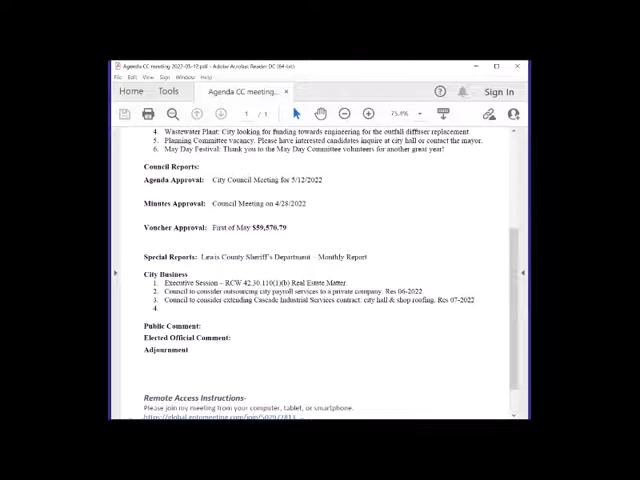 Agenda CC meeting 2022-05-12.pdf - Adobe Acrobat Reader DC (64-bit)
File Edit View Sign Window Help
Home Tools Agenda CC meeting... × Sign In
1 / 1 75.4%
4. Wastewater Plant: City looking for funding towards engineering for the outfall diffuser replacement.
5. Planning Committee vacancy. Please have interested candidates inquire at city hall or contact the mayor.
6. May Day Festival: Thank you to the May Day Committee volunteers for another great year!
Council Reports:
Agenda Approval: City Council Meeting for 5/12/2022
Minutes Approval: Council Meeting on 4/28/2022
Voucher Approval: First of May $59,570.79
Special Reports: Lewis County Sheriff's Department – Monthly Report
City Business
1. Executive Session – RCW 42.30.110(1)(b) Real Estate Matter.
2. Council to consider outsourcing city payroll services to a private company. Res 06-2022
3. Council to consider extending Cascade Industrial Services contract: city hall & shop roofing. Res 07-2022
4.
Public Comment:
Elected Official Comment:
Adjournment
Remote Access Instructions-
Please join my meeting from your computer, tablet, or smartphone.